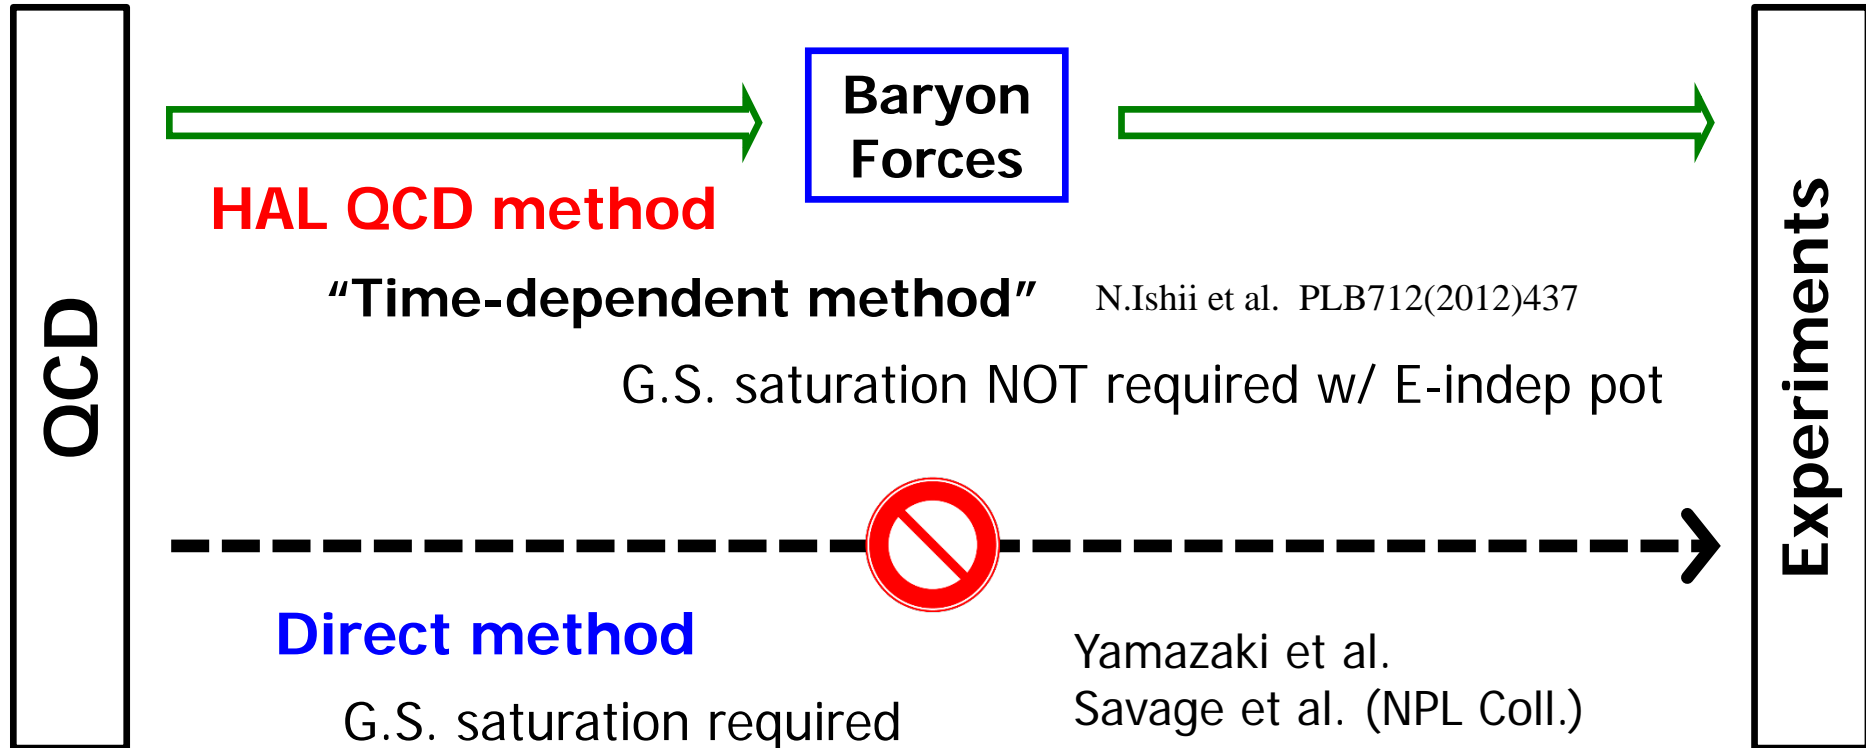 QCD
Baryon
Forces
HAL QCD method
“Time-dependent method”
N.Ishii et al. PLB712(2012)437
G.S. saturation NOT required w/ E-indep pot
Direct method
G.S. saturation required
Yamazaki et al.
Savage et al. (NPL Coll.)
Experiments